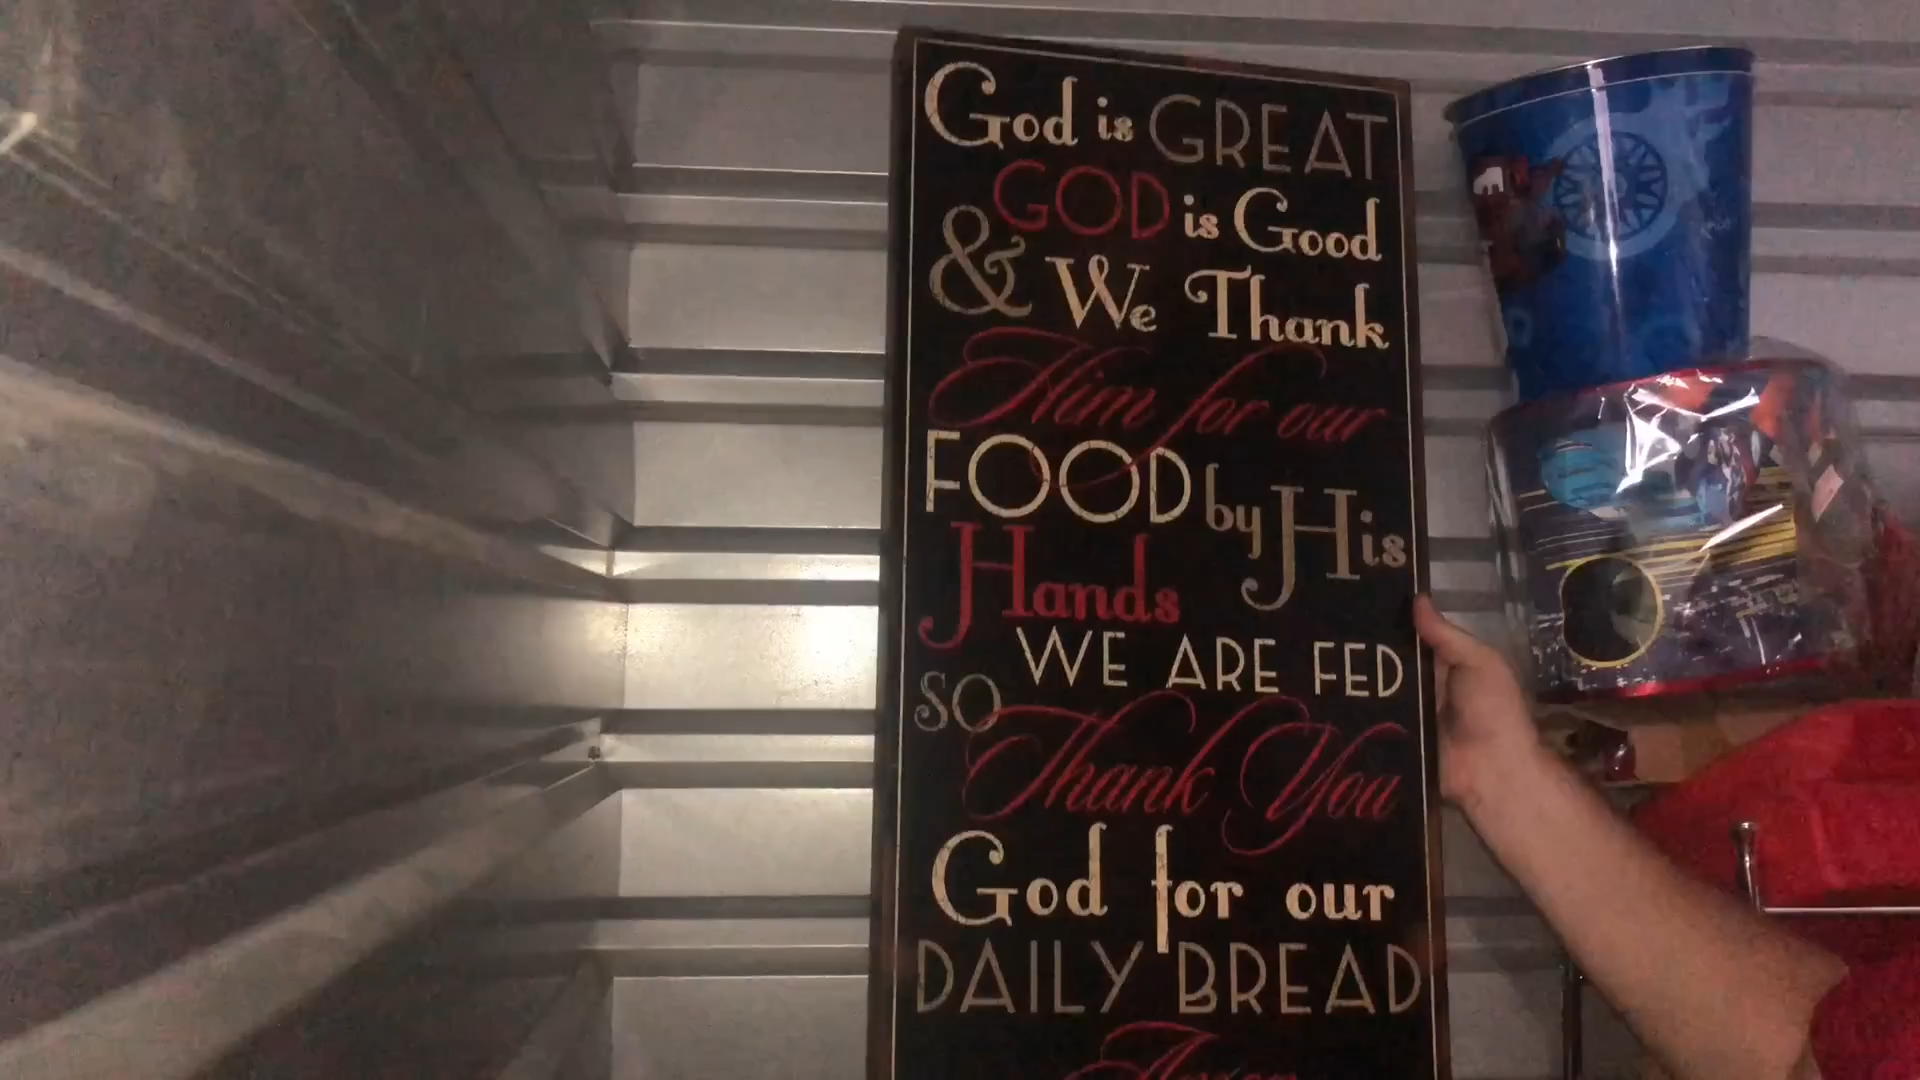 God is GREAT
GOD is Good
& We Thank
Him for our
FOOD by His
Hands
WE ARE FED
SO
Thank You
God for our
DAILY BREAD